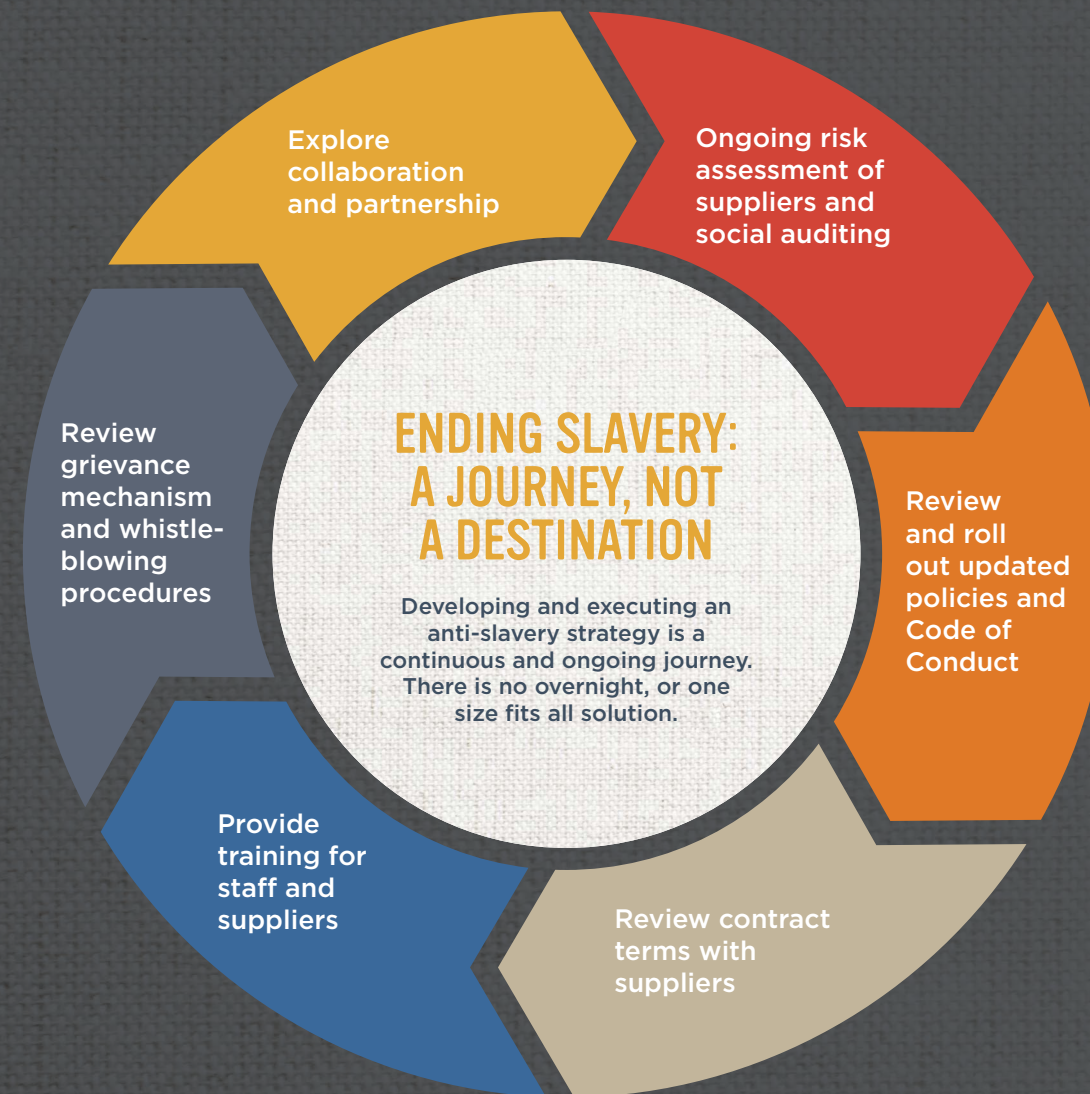 Explore
collaboration
and partnership
Ongoing risk
assessment of
suppliers and
social auditing
Review
and roll
out updated
policies and
Code of
Conduct
Review contract
terms with
suppliers
Provide
training for
staff and
suppliers
Review
grievance
mechanism
and whistle-
blowing
procedures
ENDING SLAVERY:
A JOURNEY, NOT
A DESTINATION
Developing and executing an
anti-slavery strategy is a
continuous and ongoing journey.
There is no overnight, or one
size fits all solution.